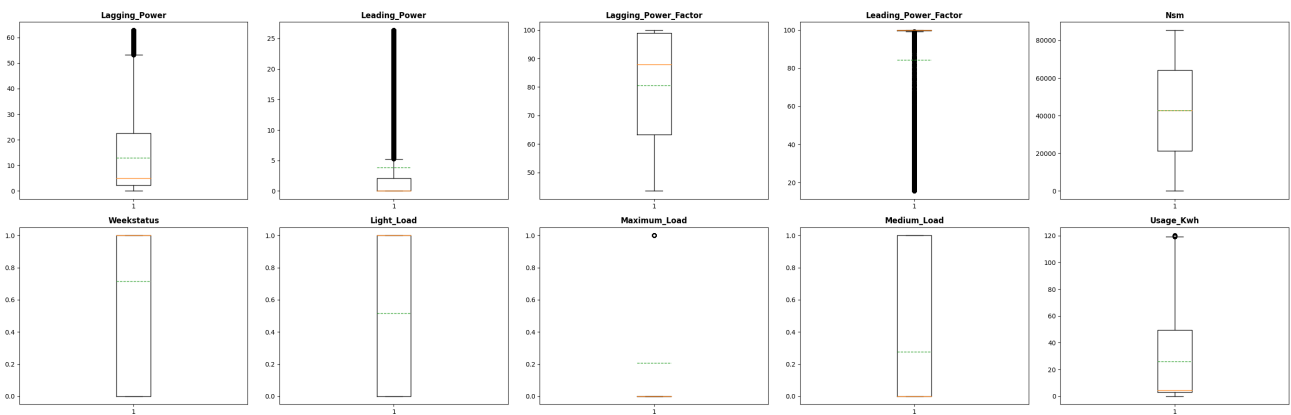 Lagging_Power Leading_Power Lagging_Power_Factor Leading_Power_Factor Nsm
60 25 100 100 80000
50 20 90 80 60000
40 15 80 60 40000
30 10 70 40 20000
20 5 60 20 0
10 0 50
0
1 1 1 1 1
Weekstatus Light_Load Maximum_Load Medium_Load Usage_Kwh
1.0 1.0 1.0 1.0 120
0.8 0.8 0.8 0.8 100
0.6 0.6 0.6 0.6 80
0.4 0.4 0.4 0.4 60
0.2 0.2 0.2 0.2 40
0.0 0.0 0.0 0.0 20
0
1 1 1 1 1